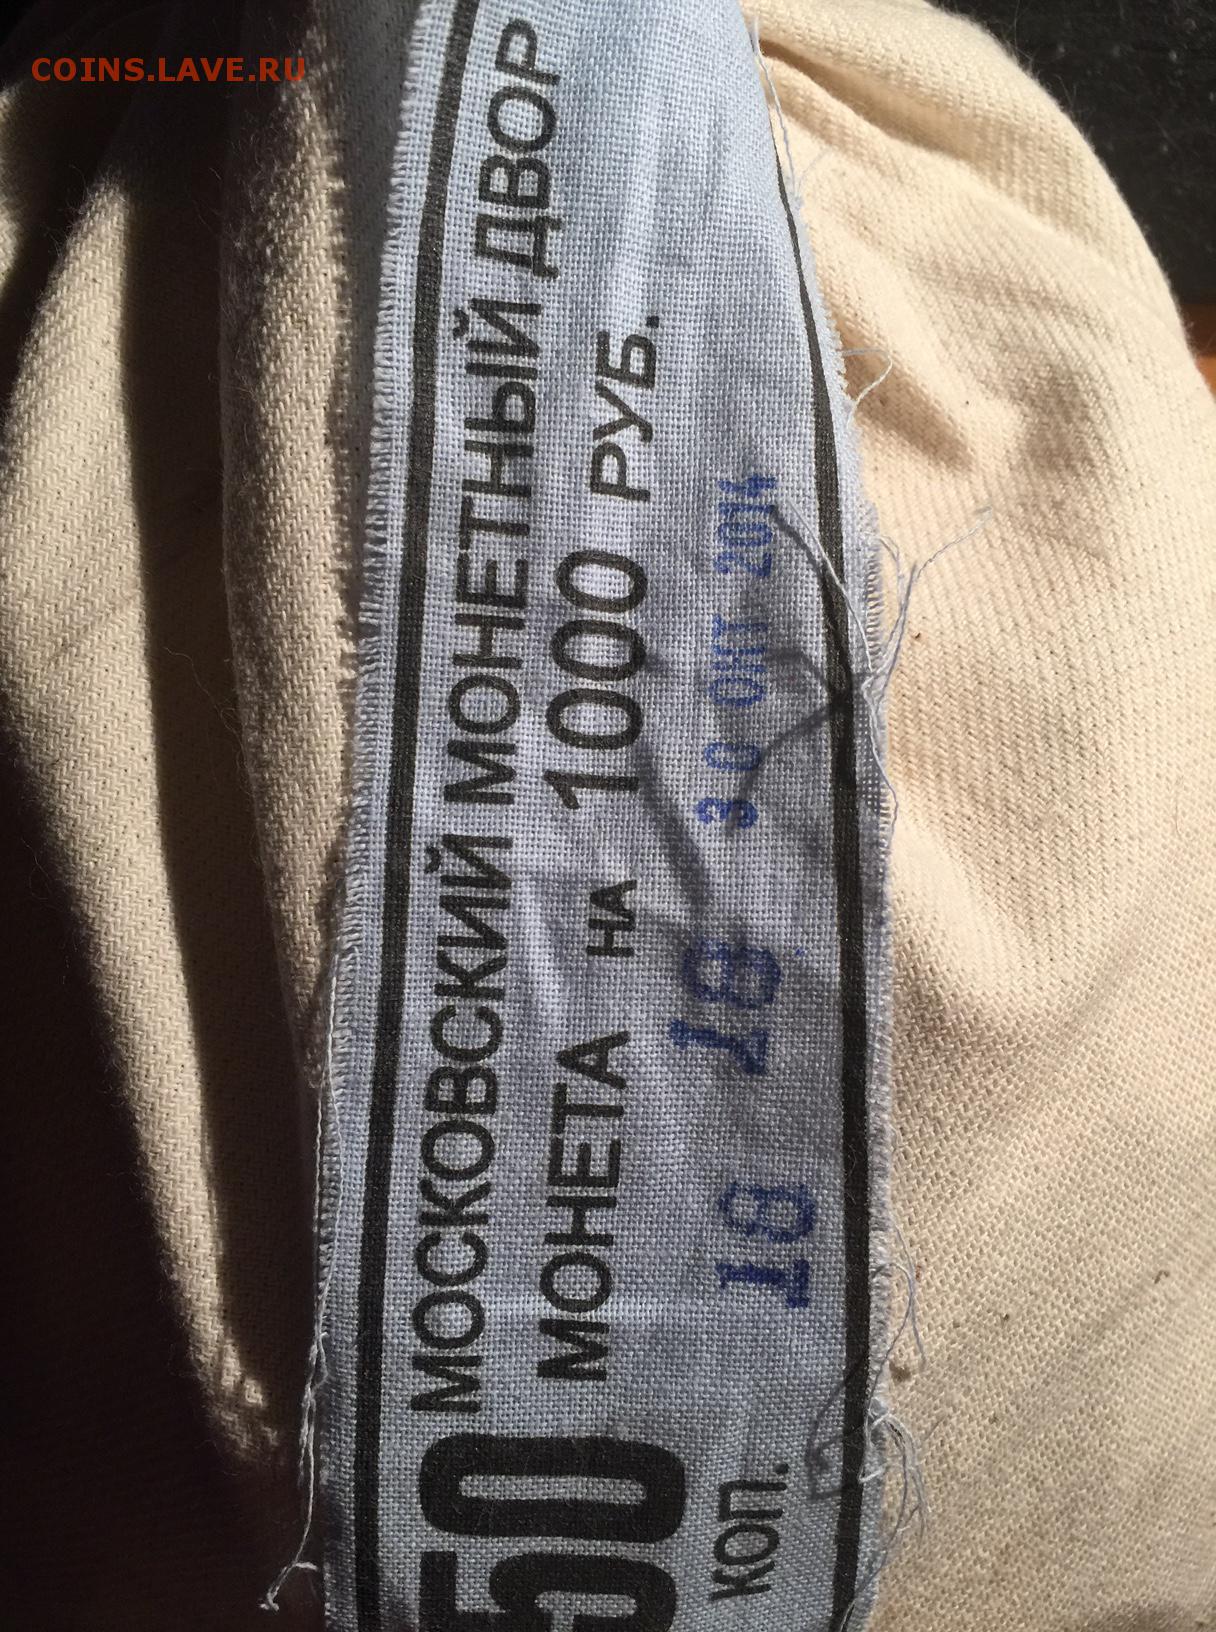 COINS.LAVE.RU
МОСКОВСКИЙ МОНЕТНЫЙ ДВОР
50 МОНЕТА НА 1000 РУБ.
КОП. 18 18 30 ОКТ 2014